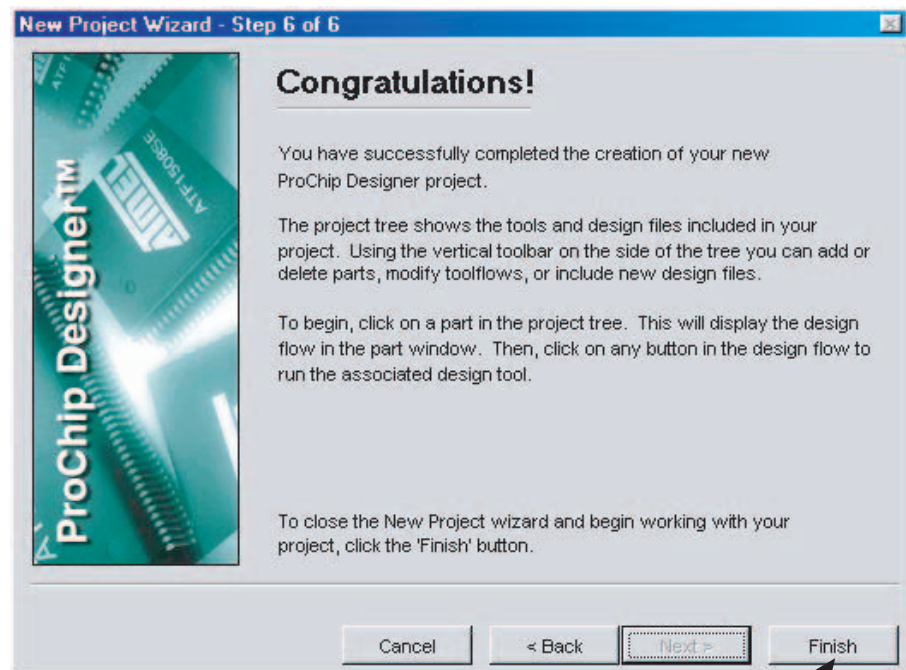 New Project Wizard - Step 6 of 6
ATF1
ATF1508SE
ATMEL
ProChip Designer™
Congratulations!
You have successfully completed the creation of your new
ProChip Designer project.
The project tree shows the tools and design files included in your
project. Using the vertical toolbar on the side of the tree you can add or
delete parts, modify toolflows, or include new design files.
To begin, click on a part in the project tree. This will display the design
flow in the part window. Then, click on any button in the design flow to
run the associated design tool.
To close the New Project wizard and begin working with your
project, click the 'Finish' button.
Cancel
< Back
Next >
Finish